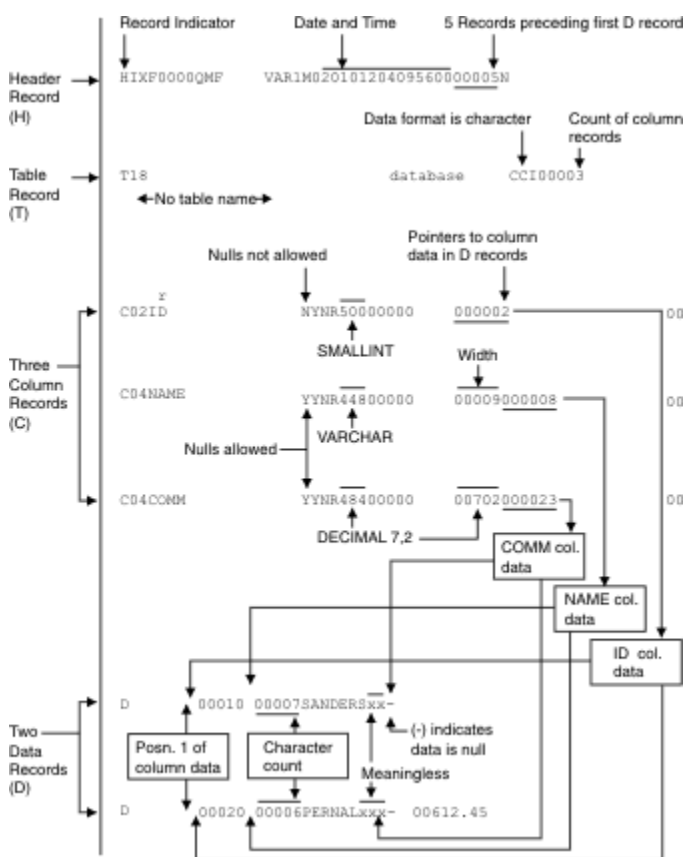 Record Indicator Date and Time 5 Records preceding first D record
Header Record (H) HIXF0000QMF VAR1M020101204095600000005N
Data format is character Count of column records
Table Record (T) T18 database CCI00003
No table name
Nulls not allowed Pointers to column data in D records
r
C02ID NYNR50000000 000002 00
SMALLINT Width
Three Column Records (C)
C04NAME YYNR44800000 00009000008 00
Nulls allowed VARCHAR
C04COMM YYNR48400000 00702000023 00
DECIMAL 7,2
COMM col. data
NAME col. data
ID col. data
D 00010 00007SANDERSxx-
Two Data Records (D)
Posn. 1 of column data Character count (-) indicates data is null
Meaningless
D 00020 00006PERNALxxx- 00612.45